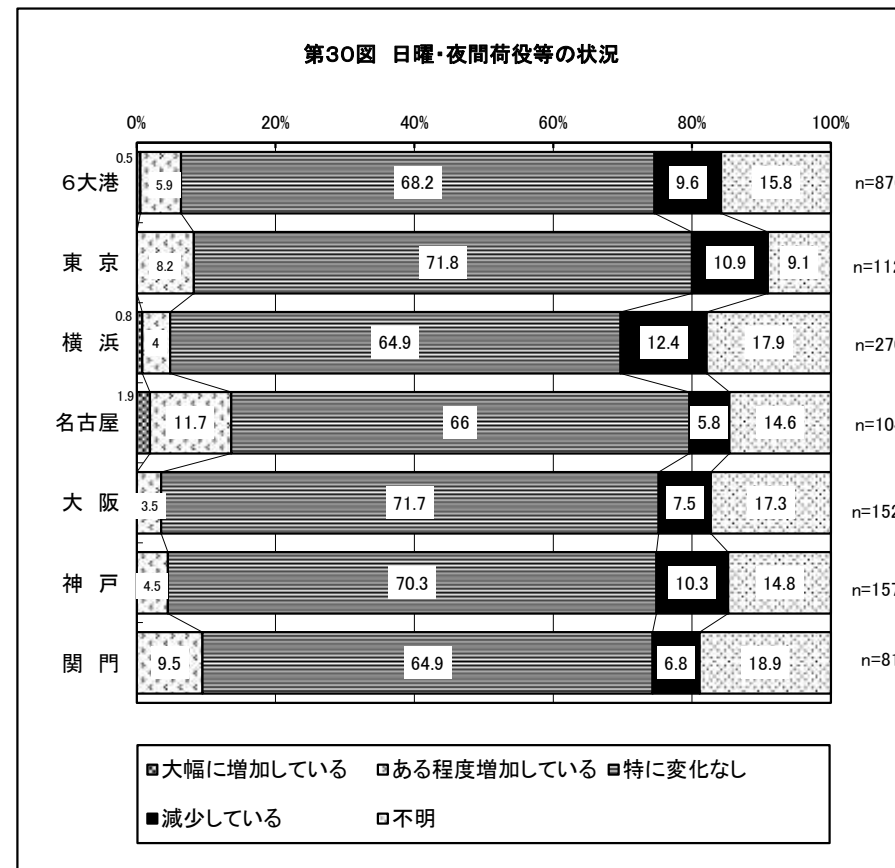 第30図 日曜・夜間荷役等の状況
0% 20% 40% 60% 80% 100%
6大港 0.5 5.9 68.2 9.6 15.8 n=87
東 京 8.2 71.8 10.9 9.1 n=112
横 浜 0.8 4 64.9 12.4 17.9
名古屋 1.9 11.7 66 5.8 14.6
大 阪 3.5 71.7 7.5 17.3 n=152
神 戸 4.5 70.3 10.3 14.8 n=157
関 門 9.5 64.9 6.8 18.9 n=81
大幅に増加している ある程度増加している 特に変化なし
減少している 不明